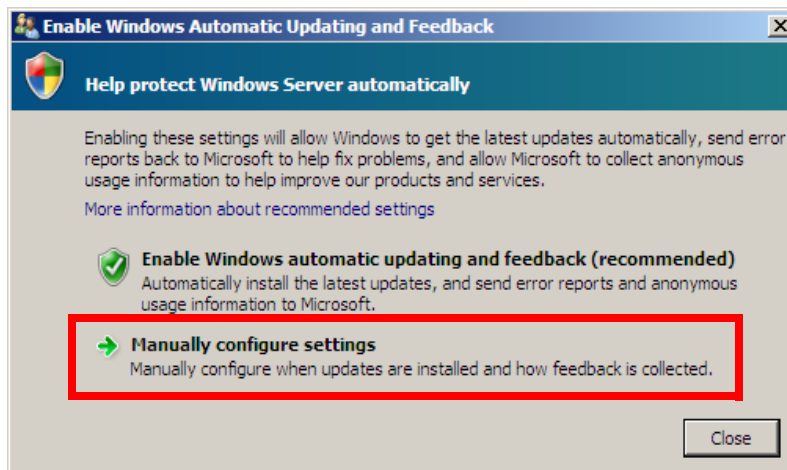 Enable Windows Automatic Updating and Feedback
Help protect Windows Server automatically
Enabling these settings will allow Windows to get the latest updates automatically, send error
reports back to Microsoft to help fix problems, and allow Microsoft to collect anonymous
usage information to help improve our products and services.
More information about recommended settings
Enable Windows automatic updating and feedback (recommended)
Automatically install the latest updates, and send error reports and anonymous
usage information to Microsoft.
Manually configure settings
Manually configure when updates are installed and how feedback is collected.
Close